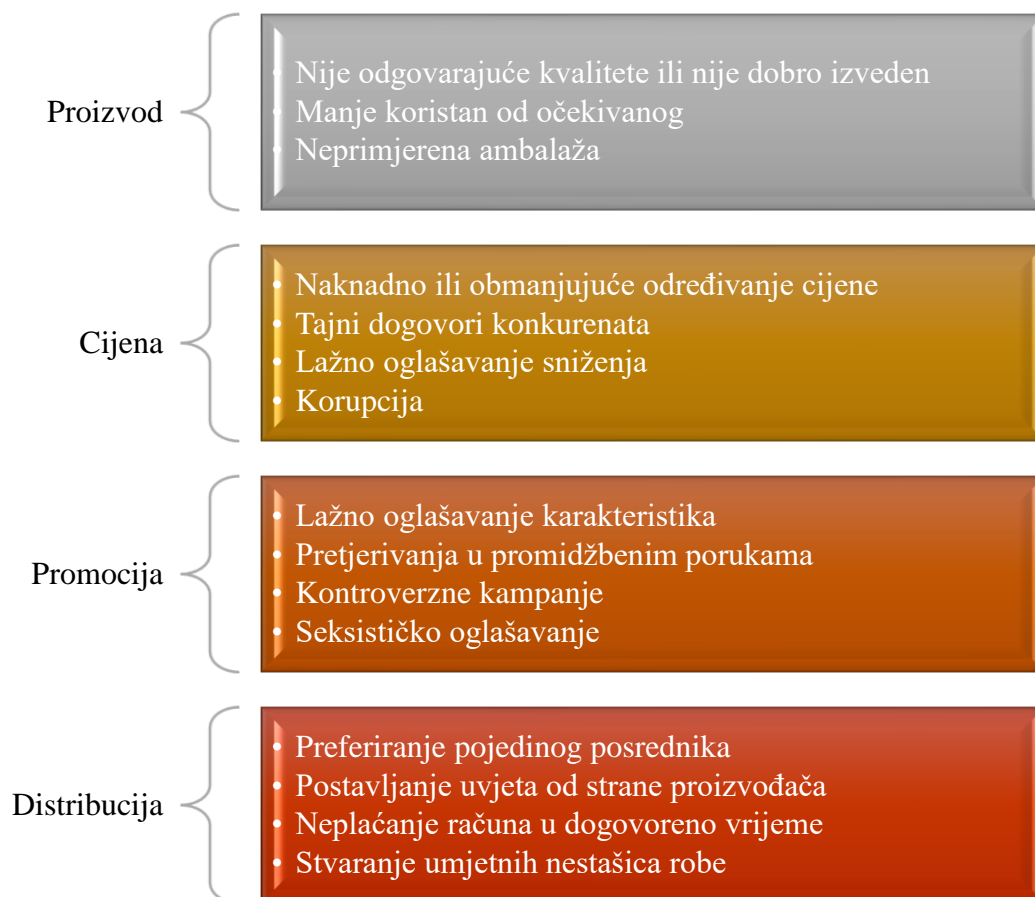 Proizvod
• Nije odgovarajuće kvalitete ili nije dobro izveden
• Manje koristan od očekivanog
• Neprimjerena ambalaža
Cijena
• Naknadno ili obmanjujuće određivanje cijene
• Tajni dogovori konkurenata
• Lažno oglašavanje sniženja
• Korupcija
Promocija
• Lažno oglašavanje karakteristika
• Pretjerivanja u promidžbenim porukama
• Kontroverzne kampanje
• Seksističko oglašavanje
Distribucija
• Preferiranje pojedinog posrednika
• Postavljanje uvjeta od strane proizvođača
• Neplaćanje računa u dogovoreno vrijeme
• Stvaranje umjetnih nestašica robe